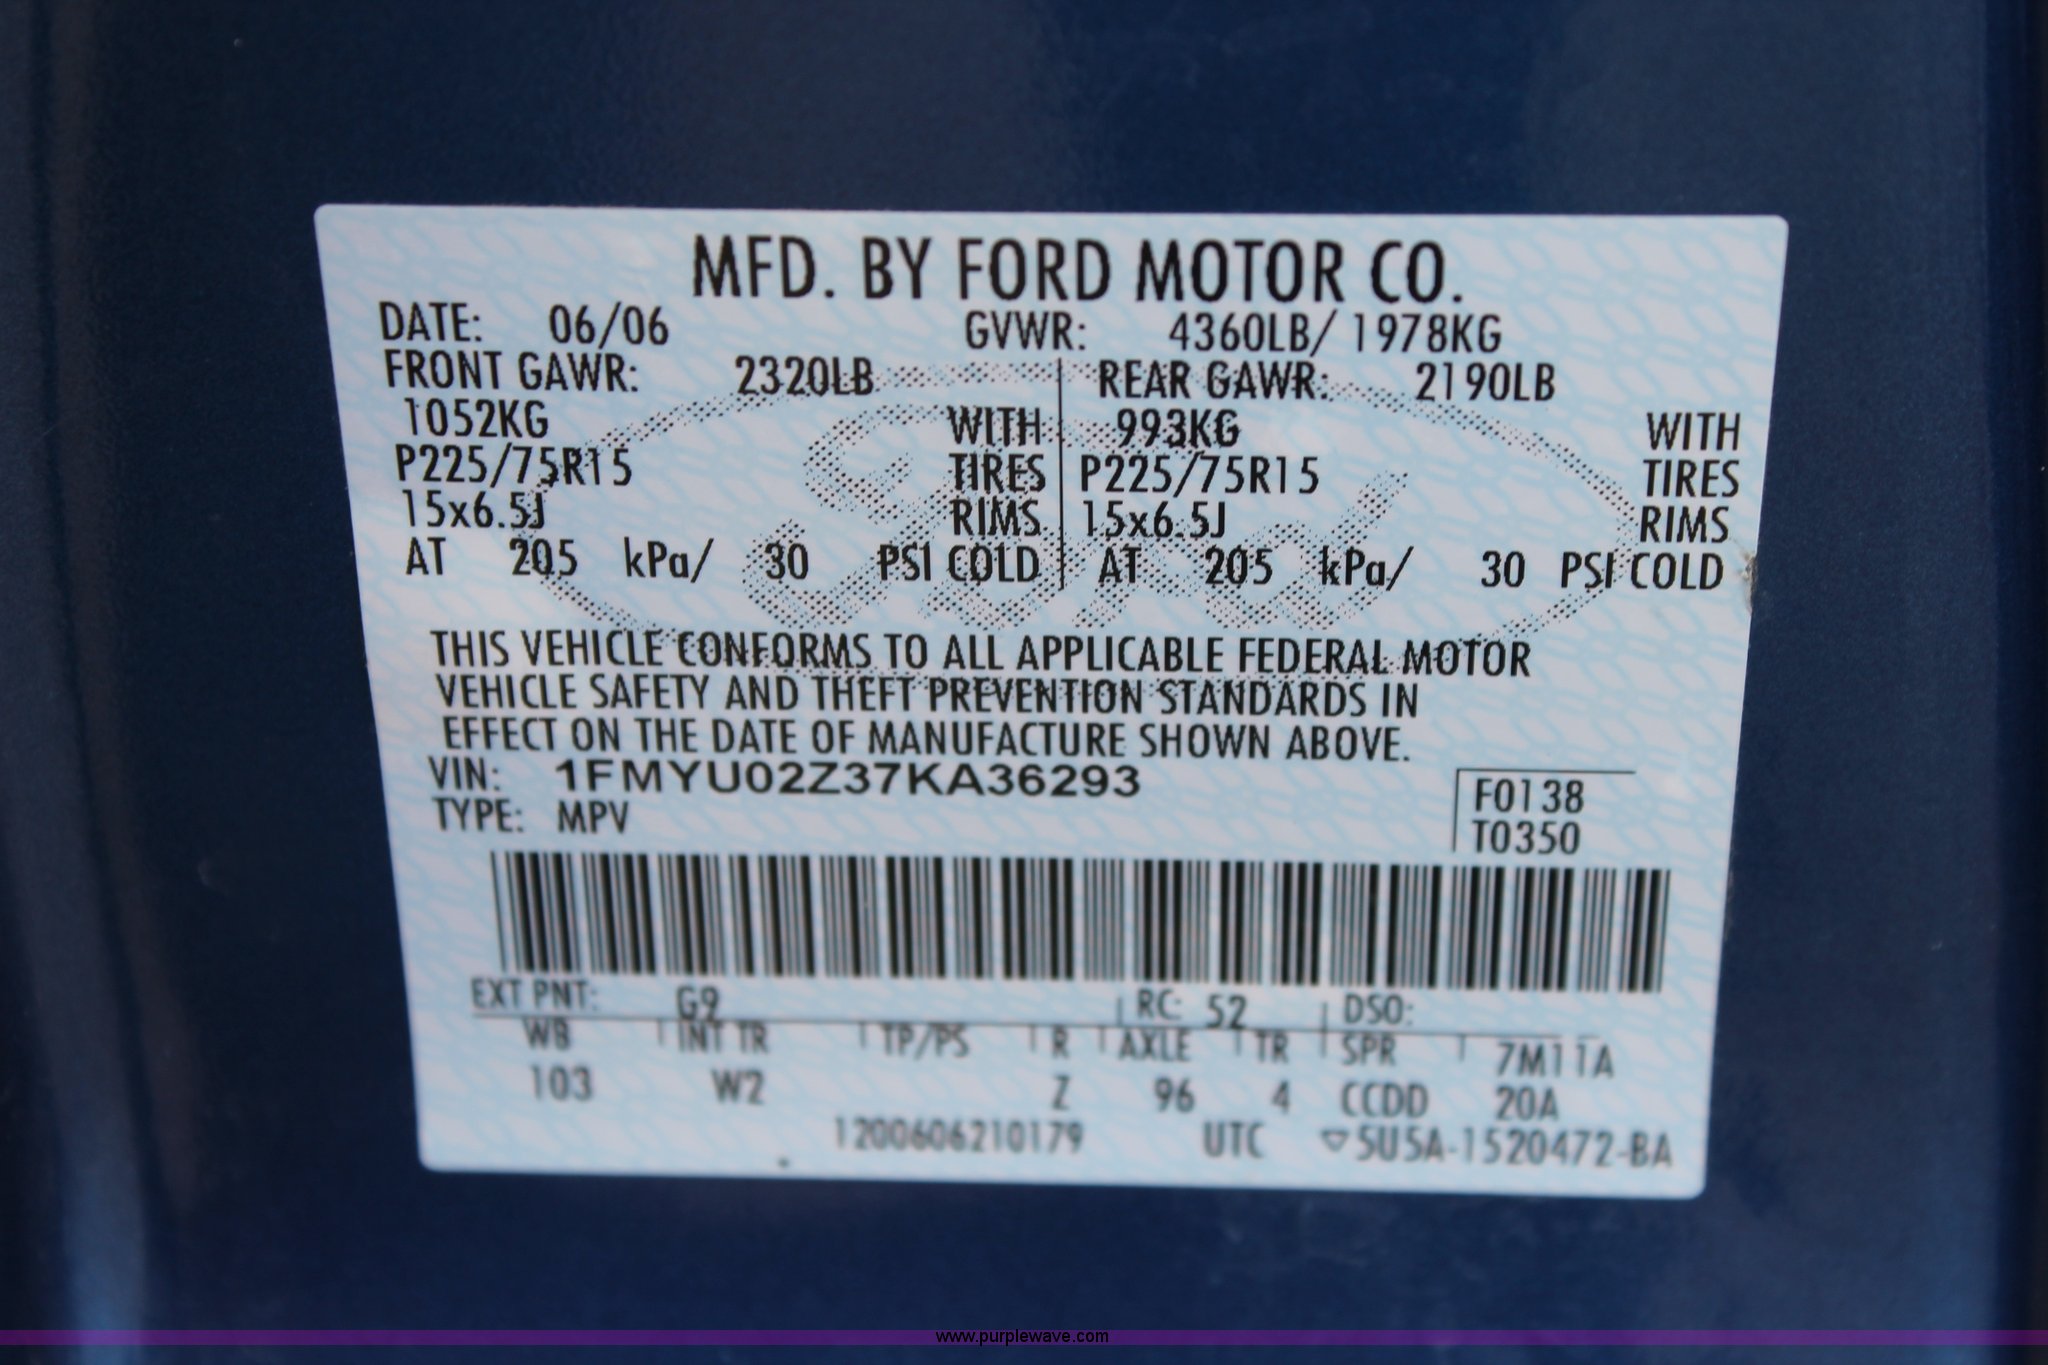 MFD. BY FORD MOTOR CO.
DATE: 06/06 GVWR: 4360LB/ 1978KG
FRONT GAWR: 2320LB REAR GAWR: 2190LB
1052KG WITH 993KG WITH
P225/75R15 TIRES P225/75R15 TIRES
15x6.5J RIMS 15x6.5J RIMS
AT 205 kPa/ 30 PSI COLD AT 205 kPa/ 30 PSI COLD
Ford
THIS VEHICLE CONFORMS TO ALL APPLICABLE FEDERAL MOTOR
VEHICLE SAFETY AND THEFT PREVENTION STANDARDS IN
EFFECT ON THE DATE OF MANUFACTURE SHOWN ABOVE.
VIN: 1FMYU02Z37KA36293
TYPE: MPV
F0138
T0350
EXT PNT: G9 RC: 52 DSO:
WB INT TR TP/PS R AXLE TR SPR 7M11A
103 W2 Z 96 4 CCDD 20A
1200606210179 UTC ▽5U5A-1520472-BA
www.purplewave.com